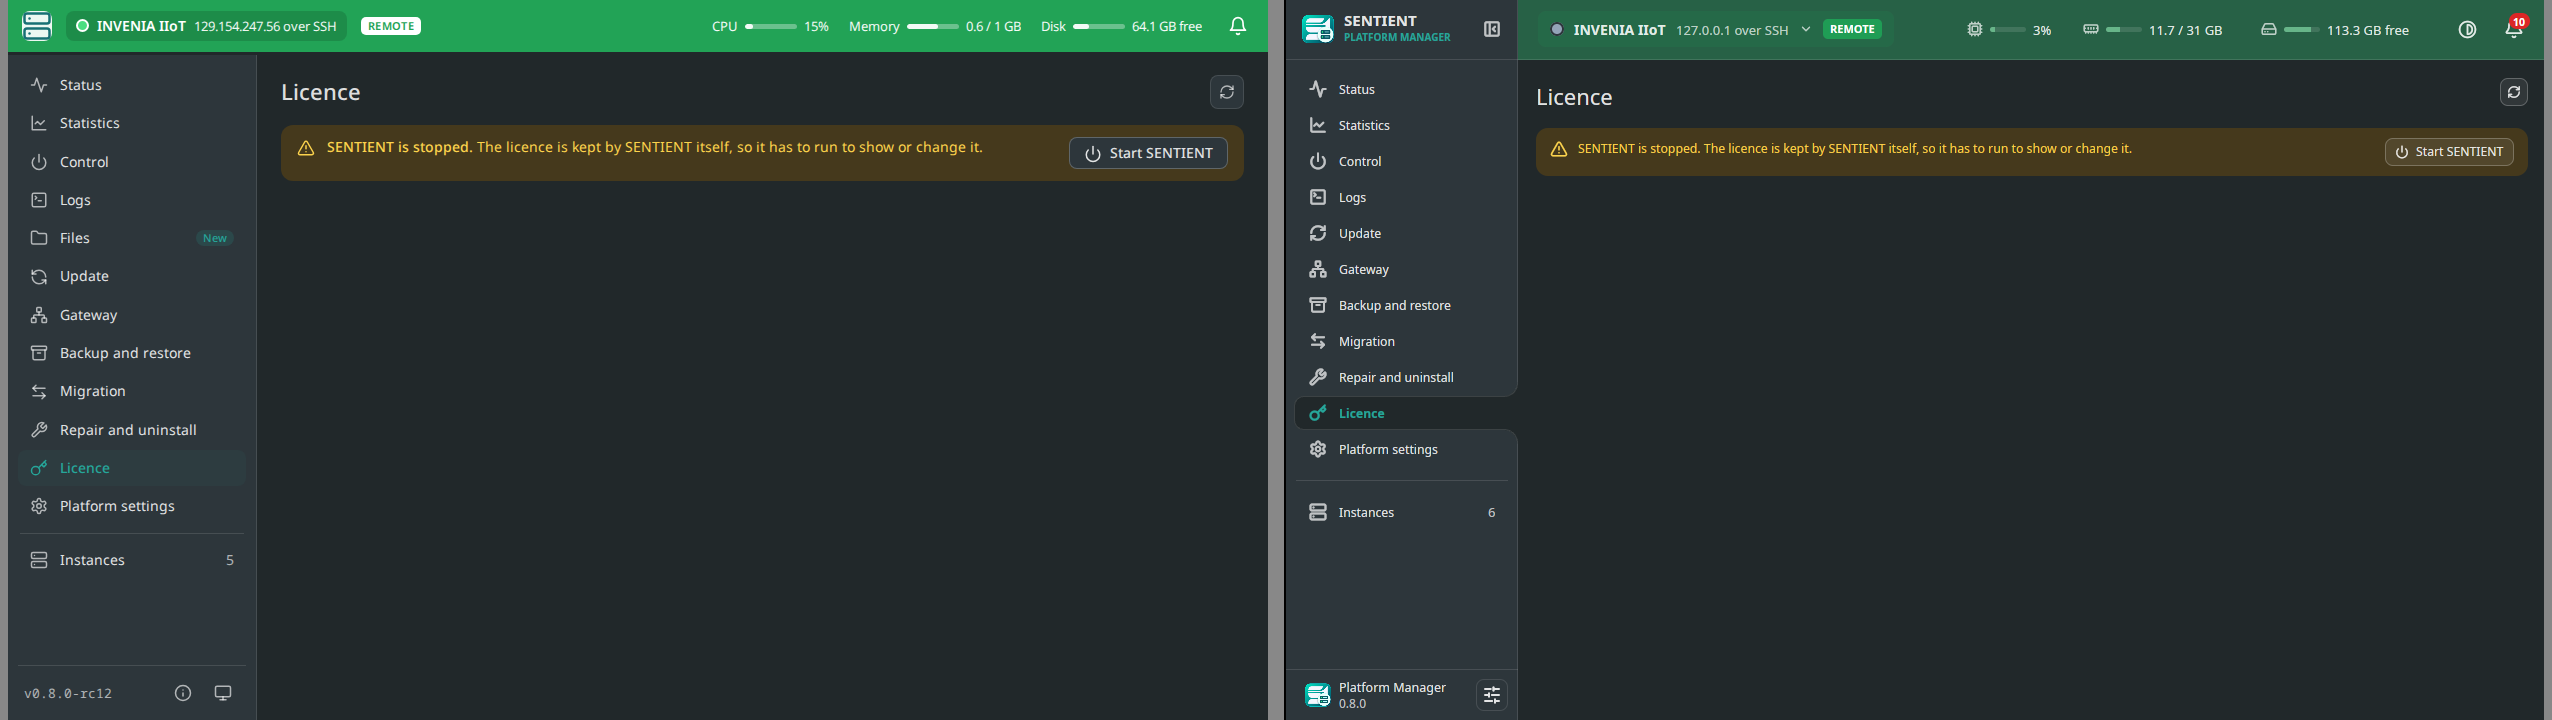 INVENIA IIoT 129.154.247.56 over SSH REMOTE CPU 15% Memory 0.6 / 1 GB Disk 64.1 GB free
Status
Statistics
Control
Logs
Files New
Update
Gateway
Backup and restore
Migration
Repair and uninstall
Licence
Platform settings
Instances 5
v0.8.0-rc12
Licence
SENTIENT is stopped. The licence is kept by SENTIENT itself, so it has to run to show or change it. Start SENTIENT
SENTIENT
PLATFORM MANAGER
INVENIA IIoT 127.0.0.1 over SSH REMOTE 3% 11.7 / 31 GB 113.3 GB free 10
Status
Statistics
Control
Logs
Update
Gateway
Backup and restore
Migration
Repair and uninstall
Licence
Platform settings
Instances 6
Platform Manager
0.8.0
Licence
SENTIENT is stopped. The licence is kept by SENTIENT itself, so it has to run to show or change it. Start SENTIENT